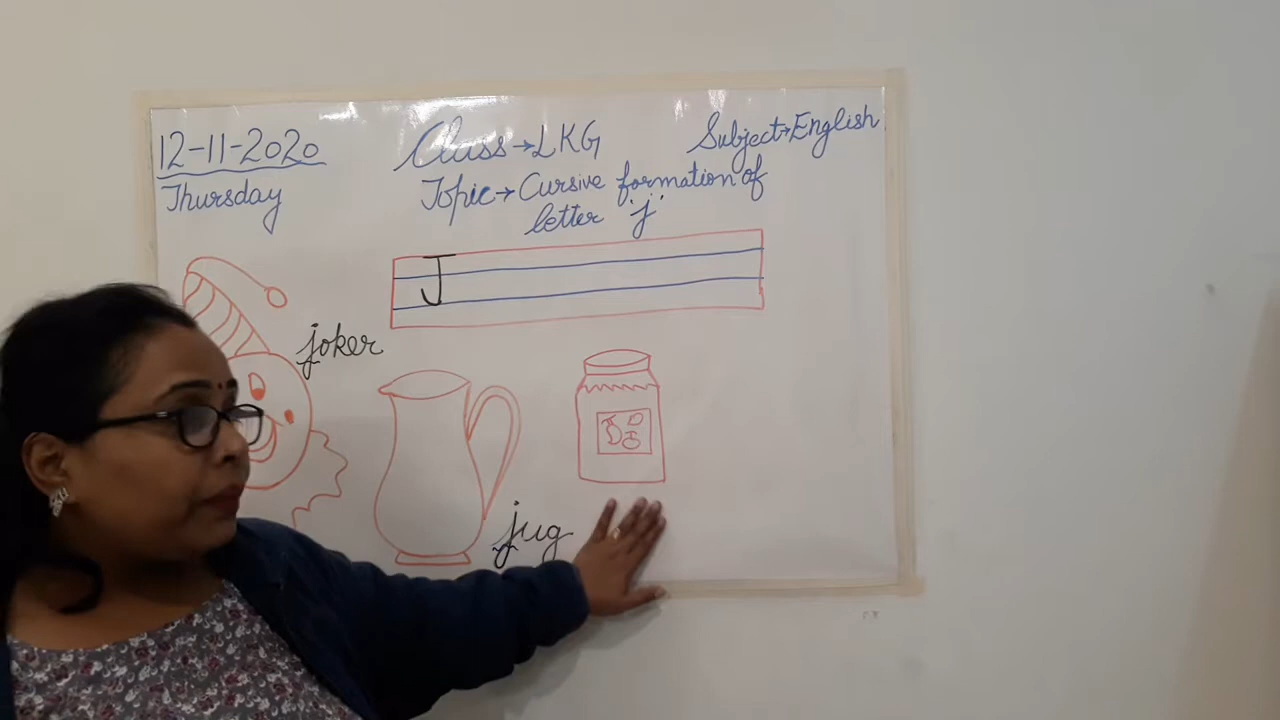 12-11-2020
Thursday
Class→LKG
Subject→English
Topic→Cursive formation of
letter 'j'
J
joker
jug